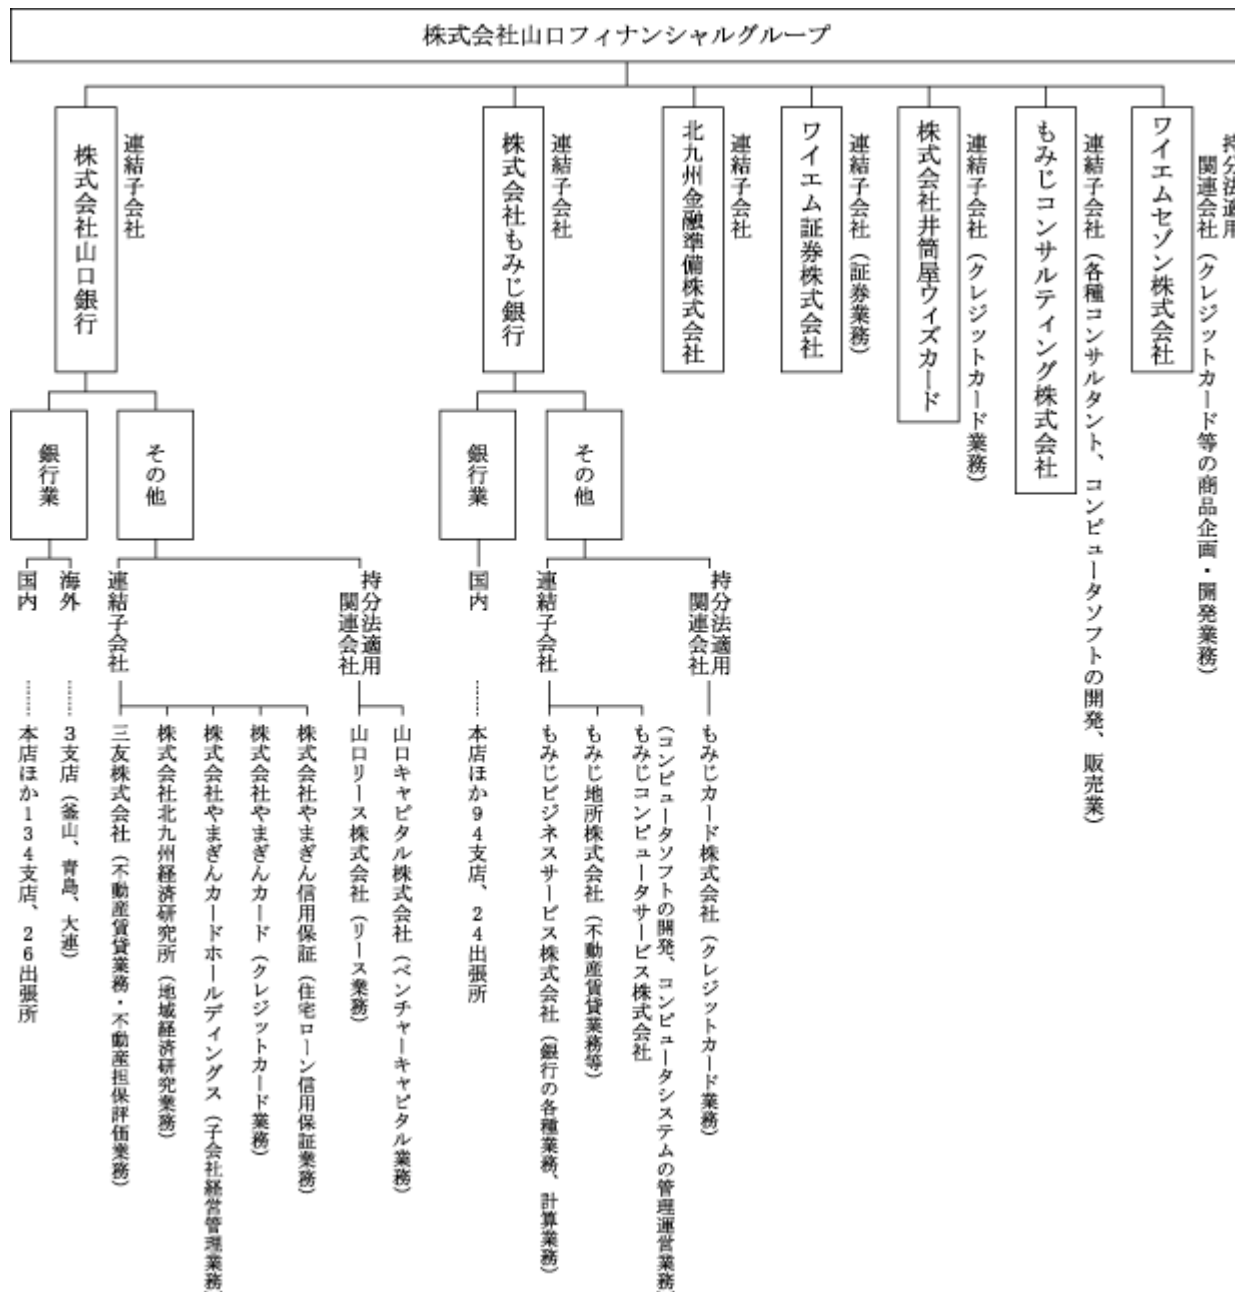 株式会社山口フィナンシャルグループ
株式会社山口銀行
連結子会社
銀行業
国内
本店ほか134支店、26出張所
海外
3支店(釜山、青島、大連)
その他
連結子会社
三友株式会社(不動産賃貸業務・不動産担保評価業務)
株式会社北九州経済研究所(地域経済研究業務)
株式会社やまぎんカードホールディングス(子会社経営管理業務)
株式会社やまぎんカード(クレジットカード業務)
株式会社やまぎん信用保証(住宅ローン信用保証業務)
持分法適用
関連会社
山口リース株式会社(リース業務)
山口キャピタル株式会社(ベンチャーキャピタル業務)
株式会社もみじ銀行
連結子会社
銀行業
国内
本店ほか94支店、24出張所
その他
連結子会社
もみじビジネスサービス株式会社(銀行の各種業務、計算業務)
もみじ地所株式会社(不動産賃貸業務等)
もみじコンピュータサービス株式会社
(コンピュータソフトの開発、コンピュータシステムの管理運営業務)
持分法適用
関連会社
もみじカード株式会社(クレジットカード業務)
北九州金融準備株式会社
連結子会社
ワイエム証券株式会社
連結子会社(証券業務)
株式会社井筒屋ウィズカード
連結子会社(クレジットカード業務)
もみじコンサルティング株式会社
連結子会社(各種コンサルタント、コンピュータソフトの開発、販売業)
ワイエムセゾン株式会社
持分法適用
関連会社(クレジットカード等の商品企画・開発業務)